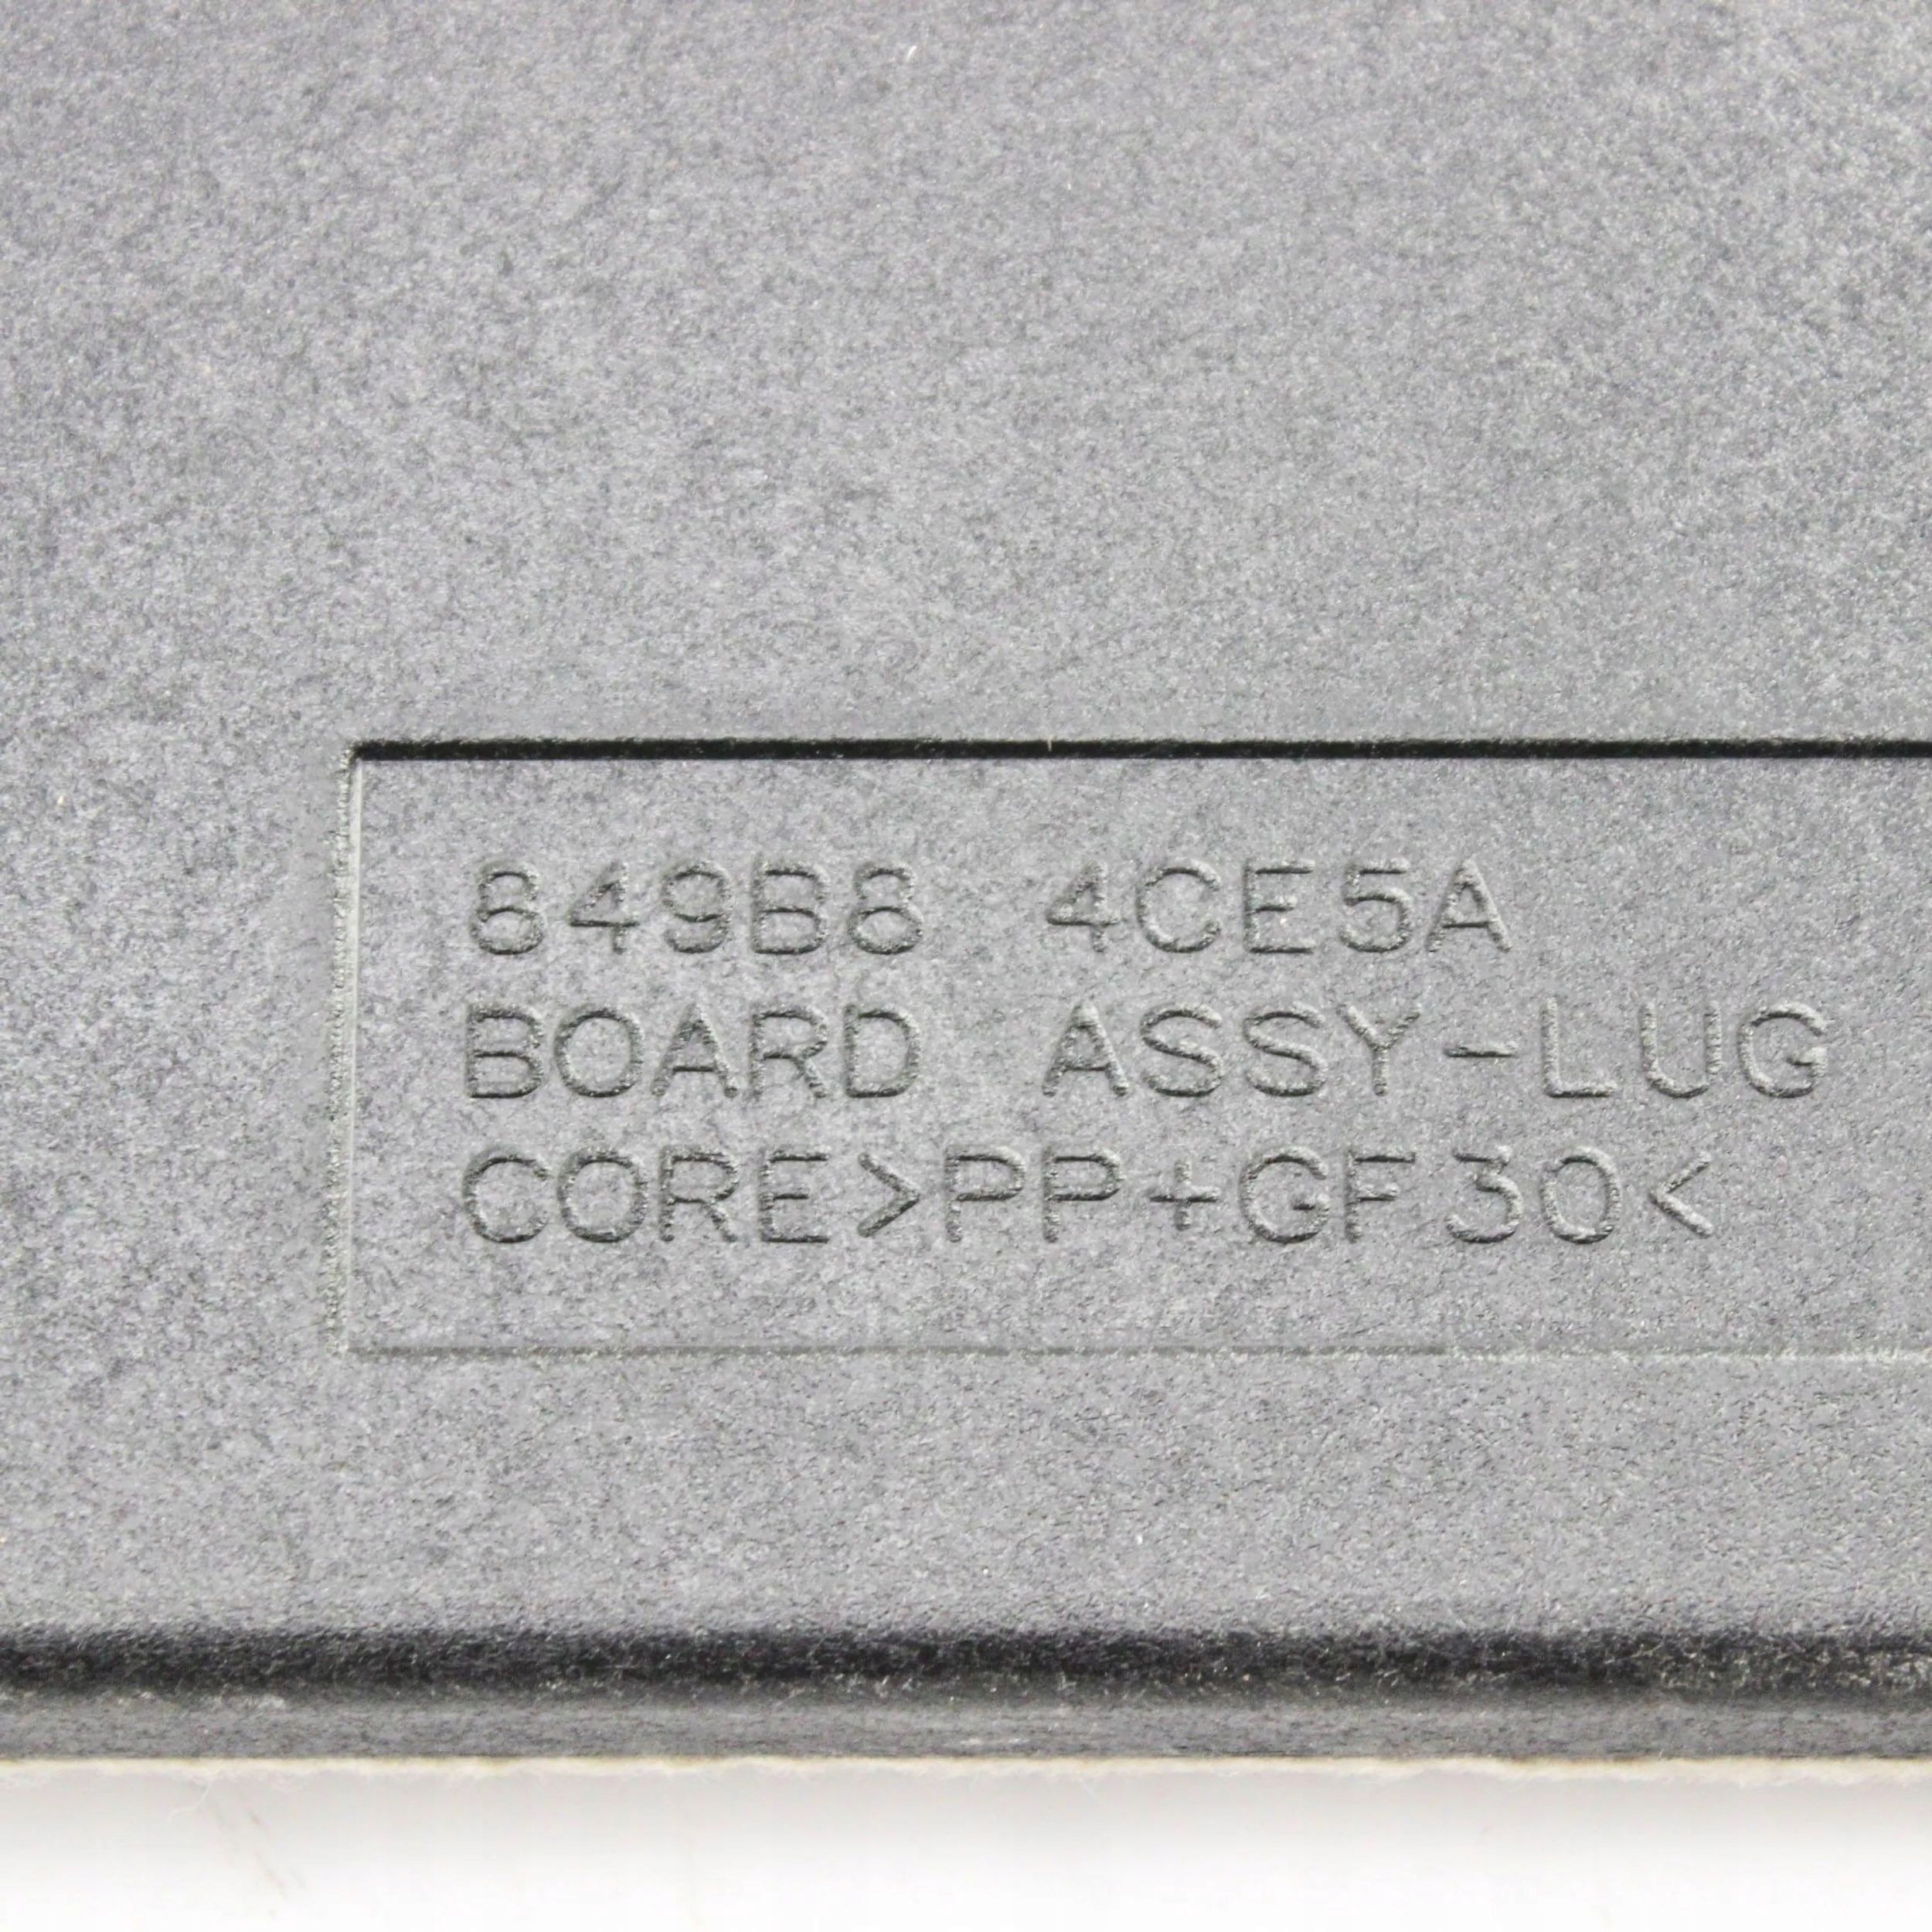 849B8 4CE5A
BOARD ASSY-LUG
CORE>PP+GF30<